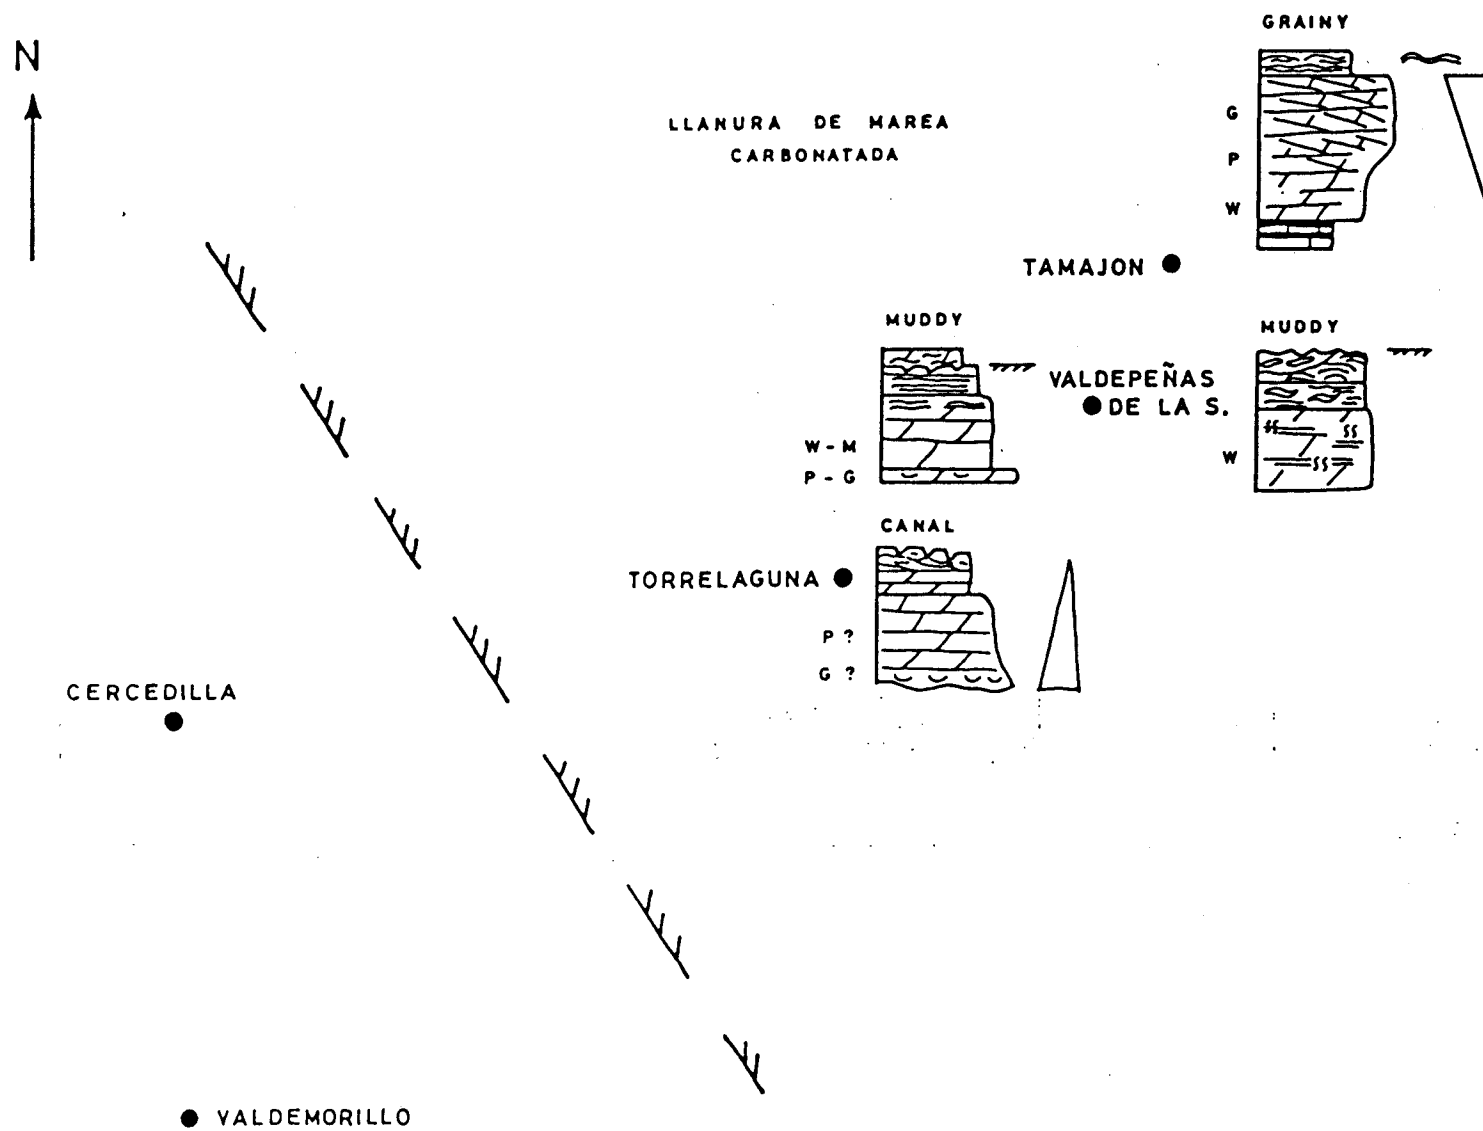 GRAINY
N
LLANURA DE MAREA
CARBONATADA
G
P
W
TAMAJON
MUDDY
MUDDY
VALDEPEÑAS
DE LA S.
W - M
P - G
W
CANAL
TORRELAGUNA
P ?
G ?
CERCEDILLA
VALDEMORILLO